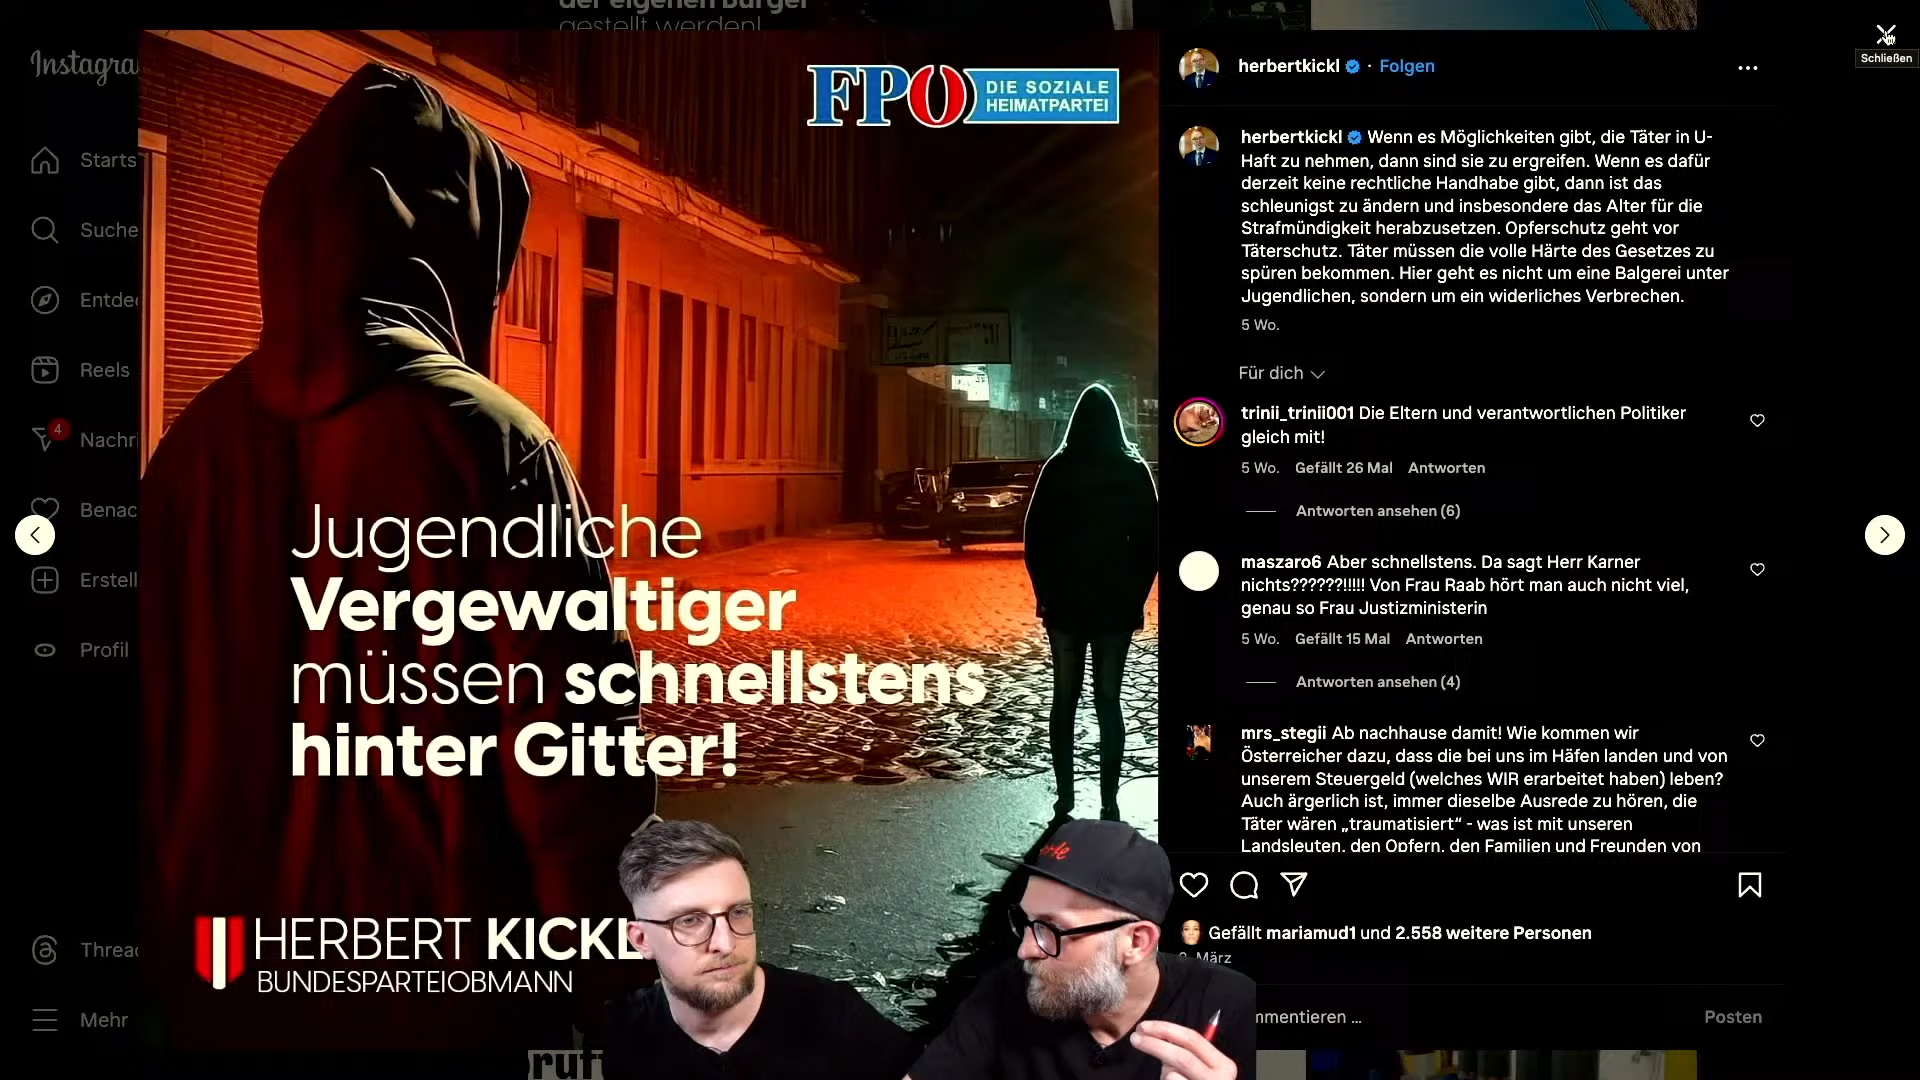 der eigenen Bürger
gestellt werden!
Instagra
Schließen
Starts
Suche
Entde
Reels
4
Nachri
Benac
Erstell
Profil
Threa
Mehr
FPÖ DIE SOZIALE
HEIMATPARTEI
Jugendliche
Vergewaltiger
müssen schnellstens
hinter Gitter!
HERBERT KICKL
BUNDESPARTEIOBMANN
herbertkickl · Folgen
herbertkickl Wenn es Möglichkeiten gibt, die Täter in U-
Haft zu nehmen, dann sind sie zu ergreifen. Wenn es dafür
derzeit keine rechtliche Handhabe gibt, dann ist das
schleunigst zu ändern und insbesondere das Alter für die
Strafmündigkeit herabzusetzen. Opferschutz geht vor
Täterschutz. Täter müssen die volle Härte des Gesetzes zu
spüren bekommen. Hier geht es nicht um eine Balgerei unter
Jugendlichen, sondern um ein widerliches Verbrechen.
5 Wo.
Für dich
trinii_trinii001 Die Eltern und verantwortlichen Politiker
gleich mit!
5 Wo. Gefällt 26 Mal Antworten
Antworten ansehen (6)
maszaro6 Aber schnellstens. Da sagt Herr Karner
nichts??????!!!!! Von Frau Raab hört man auch nicht viel,
genau so Frau Justizministerin
5 Wo. Gefällt 15 Mal Antworten
Antworten ansehen (4)
mrs_stegii Ab nachhause damit! Wie kommen wir
Österreicher dazu, dass die bei uns im Häfen landen und von
unserem Steuergeld (welches WIR erarbeitet haben) leben?
Auch ärgerlich ist, immer dieselbe Ausrede zu hören, die
Täter wären „traumatisiert“ - was ist mit unseren
Landsleuten, den Opfern, den Familien und Freunden von
Gefällt mariamud1 und 2.558 weitere Personen
März
mmentieren ...
Posten
ruf